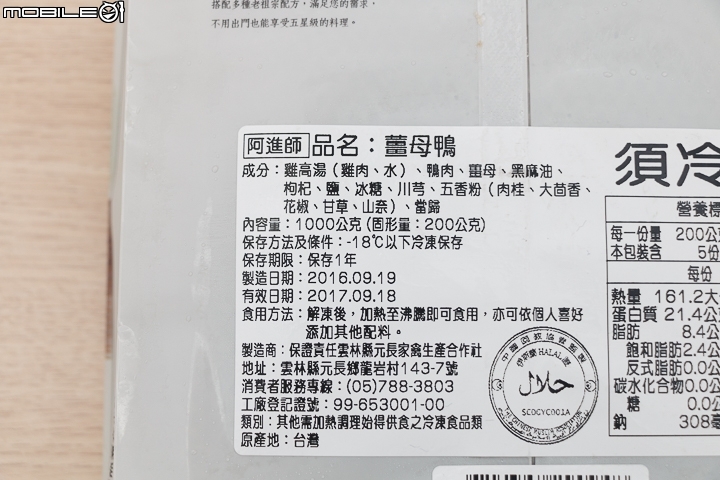 mobile01
搭配多種老祖宗配方，滿足您的需求，
不用出門也能享受五星級的料理。
阿進師 品名：薑母鴨
成分：雞高湯（雞肉、水）、鴨肉、薑母、黑麻油、
枸杞、鹽、冰糖、川芎、五香粉（肉桂、大茴香、
花椒、甘草、山奈）、當歸
內容量：1000公克（固形量：200公克）
保存方法及條件：-18℃以下冷凍保存
保存期限：保存1年
製造日期：2016.09.19
有效日期：2017.09.18
食用方法：解凍後，加熱至沸騰即可食用，亦可依個人喜好
添加其他配料。
製造商：保證責任雲林縣元長家禽生產合作社
地址：雲林縣元長鄉龍岩村143-7號
消費者服務專線：(05)788-3803
工廠登記證號：99-653001-00
類別：其他需加熱調理始得供食之冷凍食品類
原產地：台灣
須冷
營養標
每一份量 200公
本包裝含 5份
每份
熱量 161.2大
蛋白質 21.4公
脂肪 8.4公
飽和脂肪2.4公
反式脂肪0.0公
碳水化合物0.0公
糖 0.0公
鈉 308毫
HALAL
حلال
SC0GYC001A